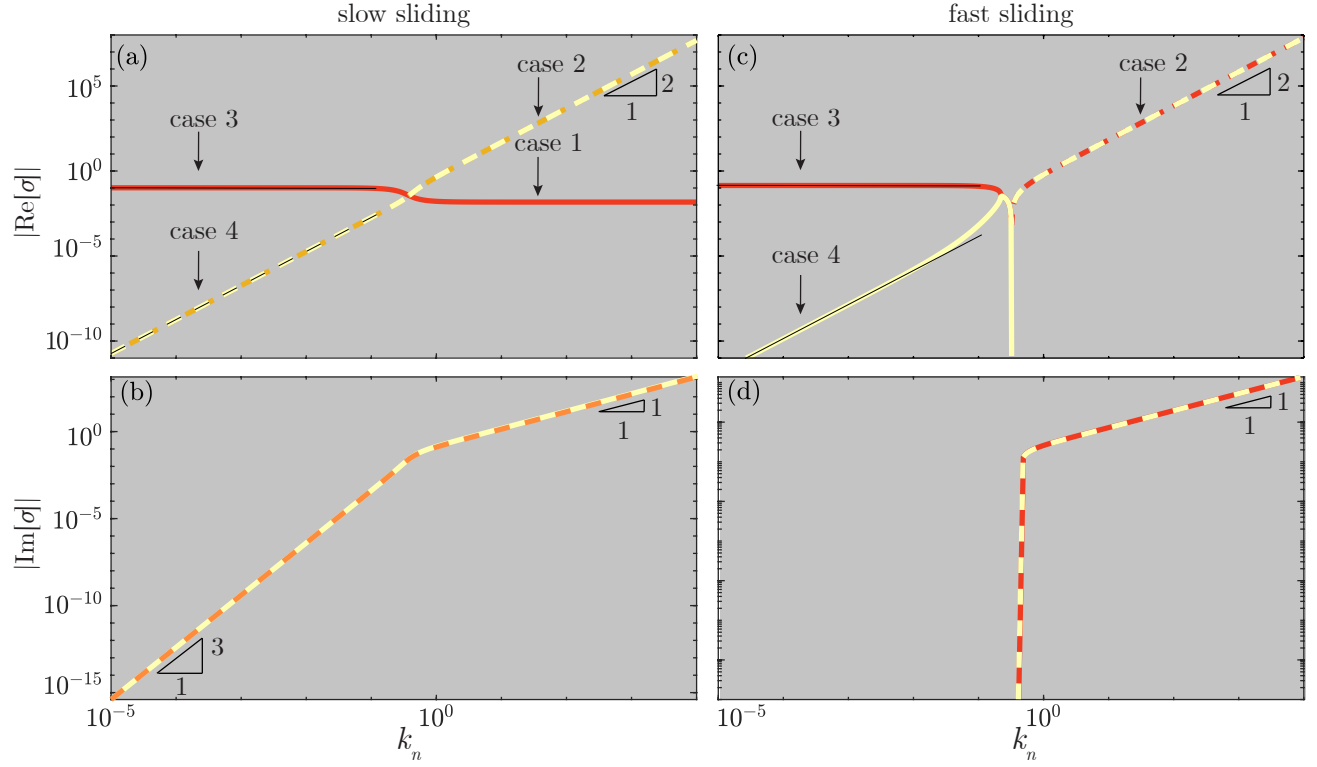 slow sliding
fast sliding
(a)
case 2
2
1
case 3
case 1
case 4
10^5
10^0
10^-5
10^-10
|Re[σ]|
(c)
case 2
2
1
case 3
case 4
(b)
1
1
3
1
10^0
10^-5
10^-10
10^-15
|Im[σ]|
10^-5
10^0
k_n
(d)
1
1
10^-5
10^0
k_n